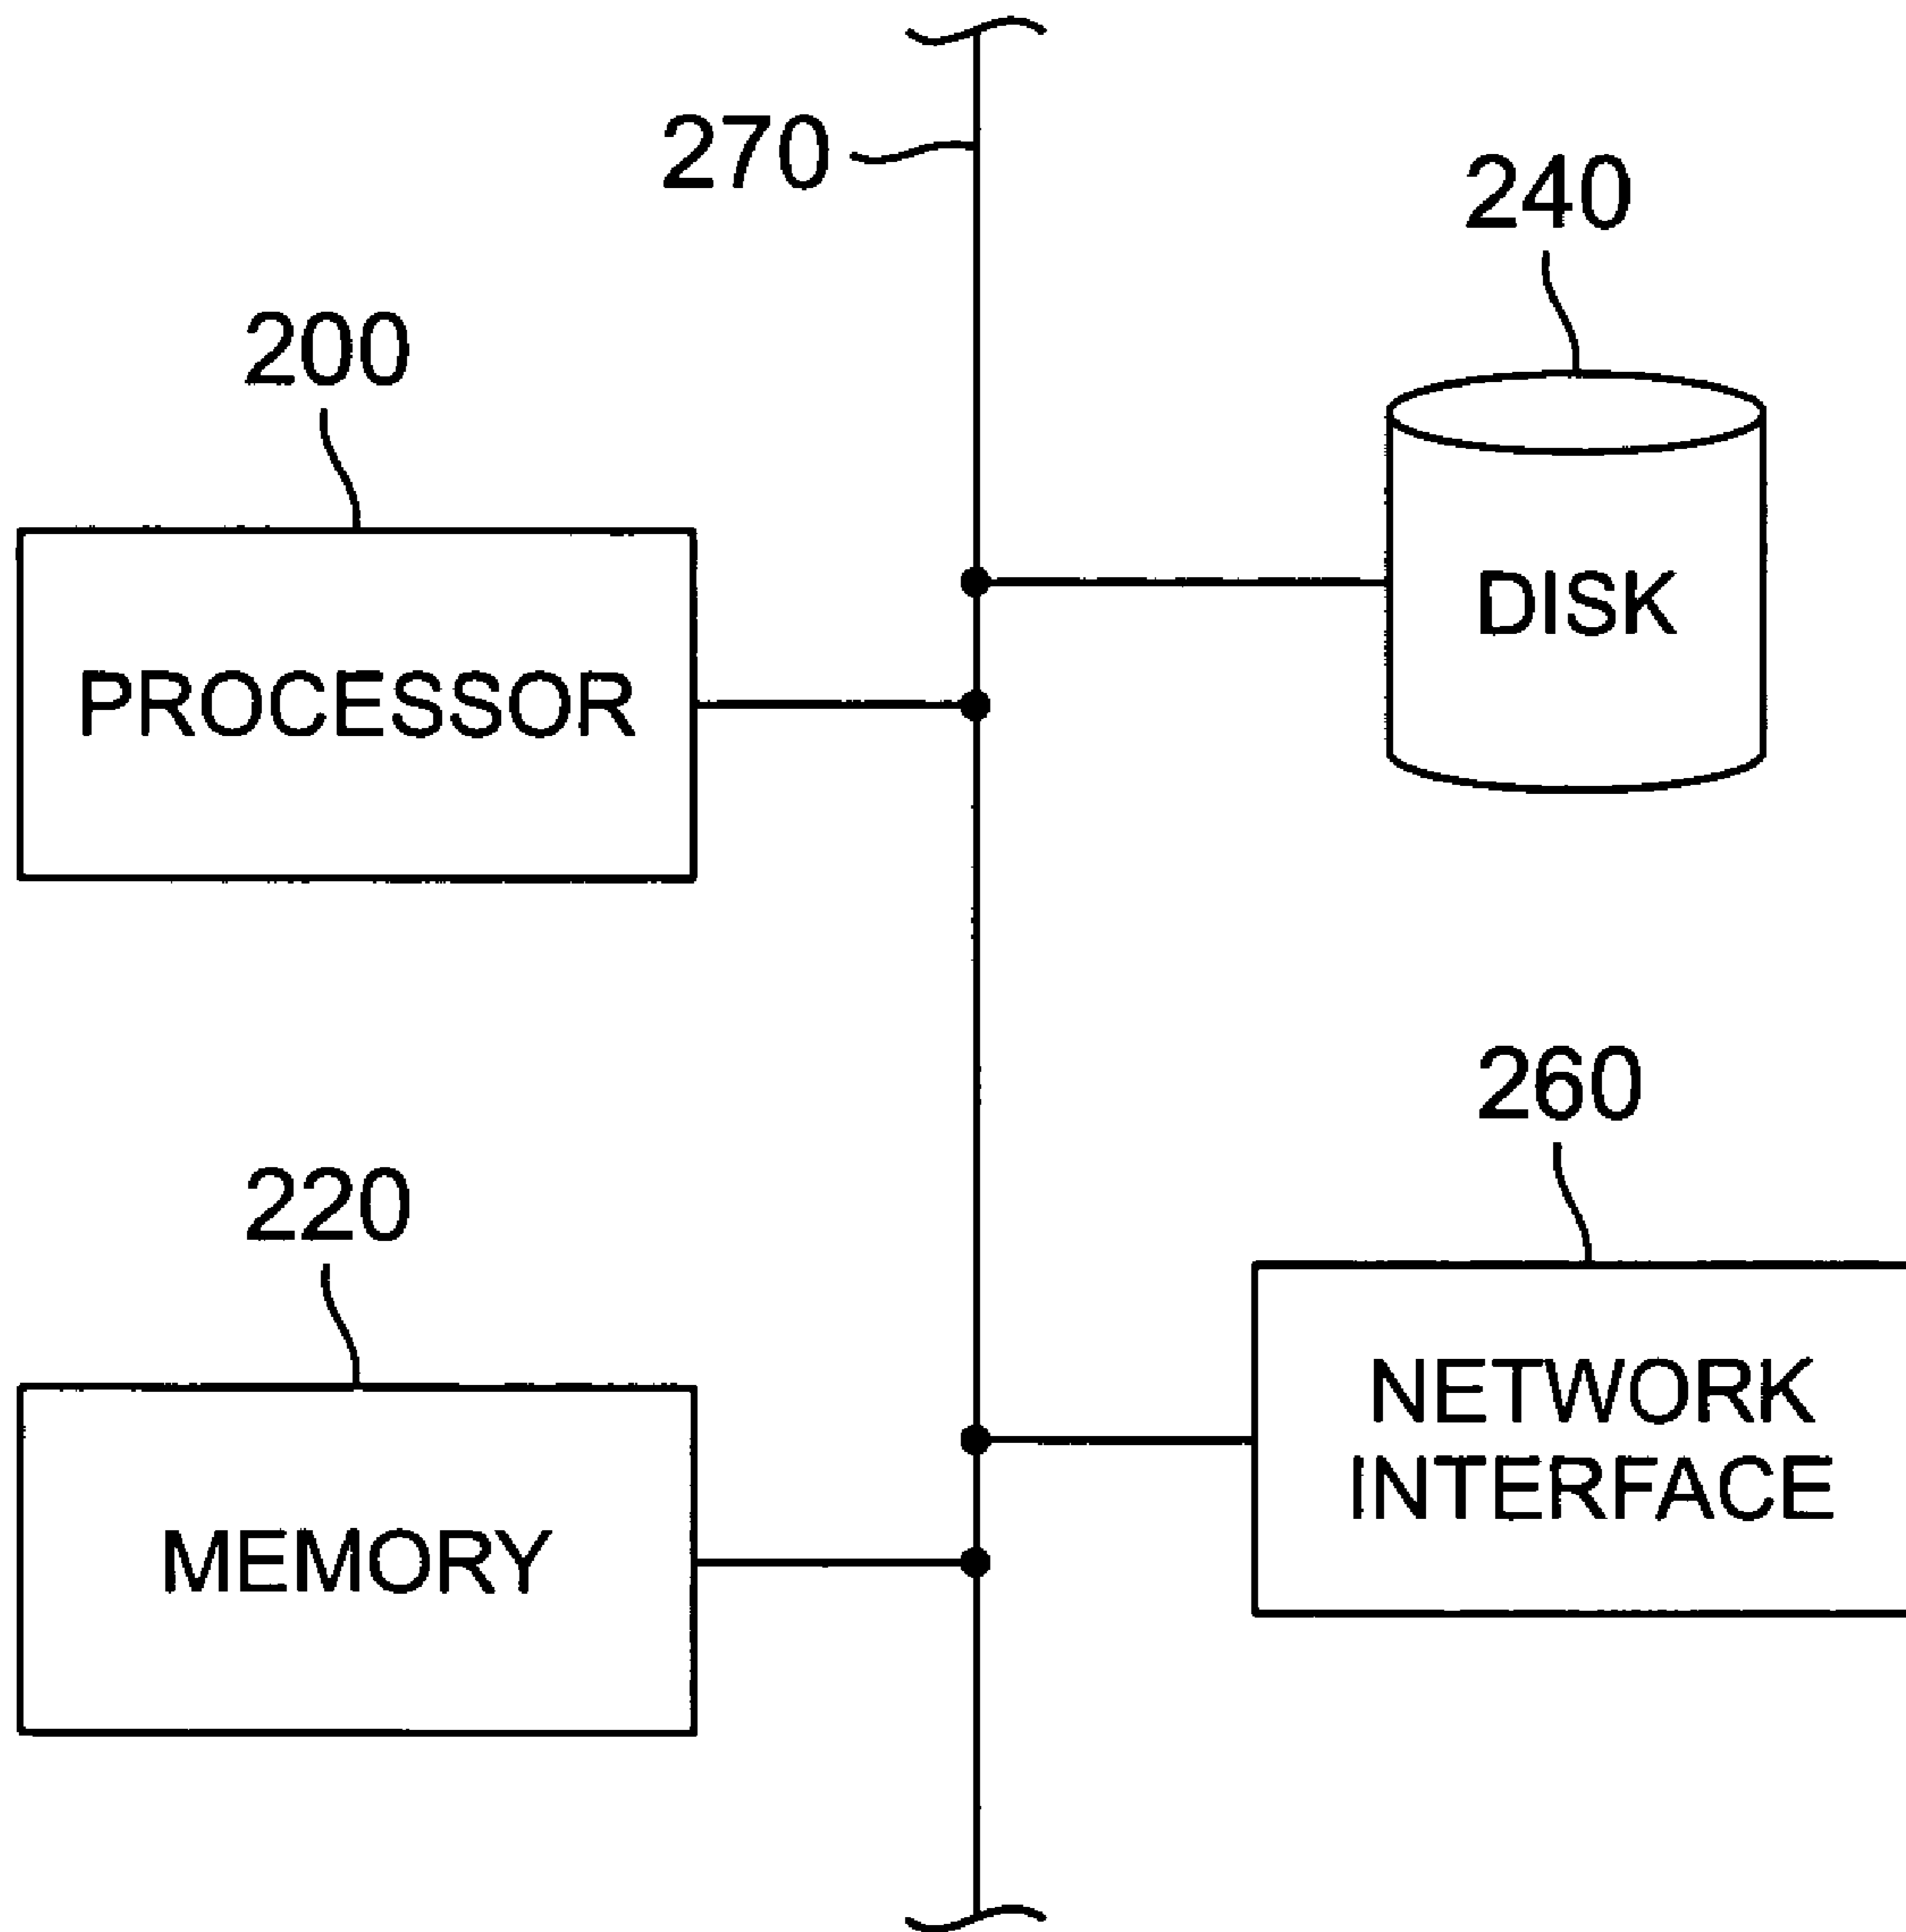 270
240
200
DISK
PROCESSOR
260
220
NETWORK
INTERFACE
MEMORY